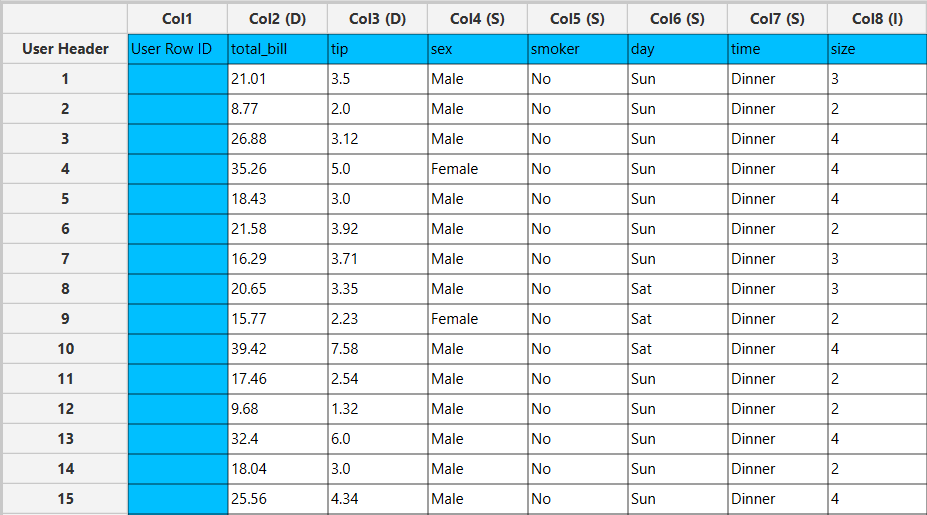 Col1 Col2 (D) Col3 (D) Col4 (S) Col5 (S) Col6 (S) Col7 (S) Col8 (I)
User Header User Row ID total_bill tip sex smoker day time size
1 21.01 3.5 Male No Sun Dinner 3
2 8.77 2.0 Male No Sun Dinner 2
3 26.88 3.12 Male No Sun Dinner 4
4 35.26 5.0 Female No Sun Dinner 4
5 18.43 3.0 Male No Sun Dinner 4
6 21.58 3.92 Male No Sun Dinner 2
7 16.29 3.71 Male No Sun Dinner 3
8 20.65 3.35 Male No Sat Dinner 3
9 15.77 2.23 Female No Sat Dinner 2
10 39.42 7.58 Male No Sat Dinner 4
11 17.46 2.54 Male No Sun Dinner 2
12 9.68 1.32 Male No Sun Dinner 2
13 32.4 6.0 Male No Sun Dinner 4
14 18.04 3.0 Male No Sun Dinner 2
15 25.56 4.34 Male No Sun Dinner 4